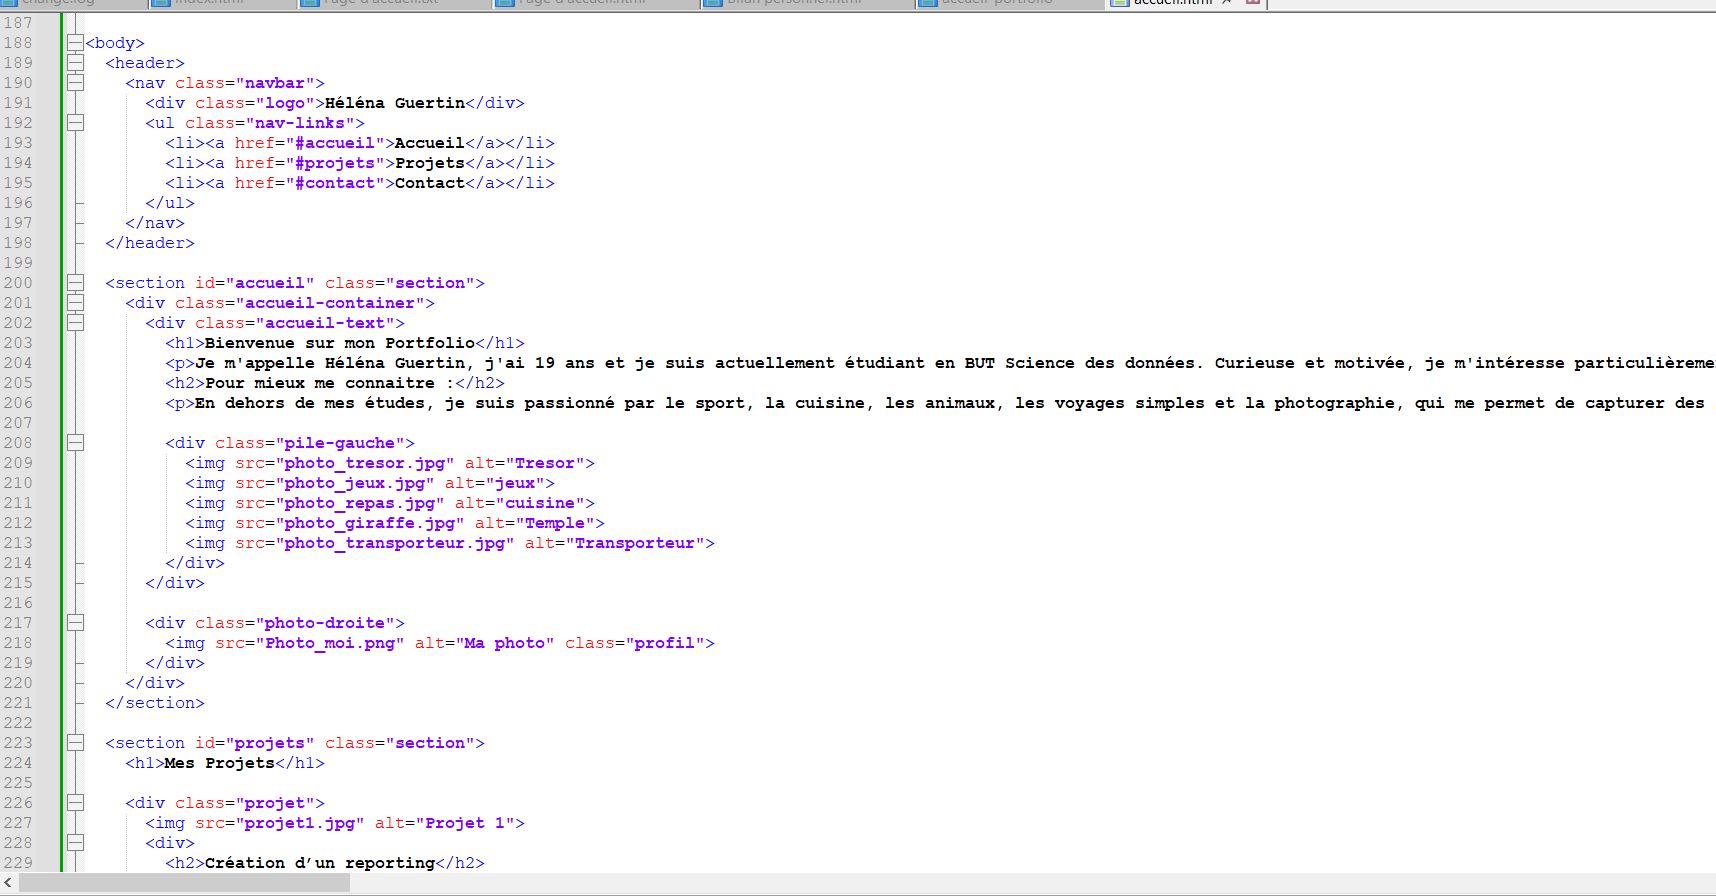 change.log index.html Page d'accueil.txt Page d'accueil.html Bilan personnel.html accueil-portfolio accueil.html
187
188 <body>
189 <header>
190 <nav class="navbar">
191 <div class="logo">Héléna Guertin</div>
192 <ul class="nav-links">
193 <li><a href="#accueil">Accueil</a></li>
194 <li><a href="#projets">Projets</a></li>
195 <li><a href="#contact">Contact</a></li>
196 </ul>
197 </nav>
198 </header>
199
200 <section id="accueil" class="section">
201 <div class="accueil-container">
202 <div class="accueil-text">
203 <h1>Bienvenue sur mon Portfolio</h1>
204 <p>Je m'appelle Héléna Guertin, j'ai 19 ans et je suis actuellement étudiant en BUT Science des données. Curieuse et motivée, je m'intéresse particulièreme
205 <h2>Pour mieux me connaitre :</h2>
206 <p>En dehors de mes études, je suis passionné par le sport, la cuisine, les animaux, les voyages simples et la photographie, qui me permet de capturer des
207
208 <div class="pile-gauche">
209 <img src="photo_tresor.jpg" alt="Tresor">
210 <img src="photo_jeux.jpg" alt="jeux">
211 <img src="photo_repas.jpg" alt="cuisine">
212 <img src="photo_giraffe.jpg" alt="Temple">
213 <img src="photo_transporteur.jpg" alt="Transporteur">
214 </div>
215 </div>
216
217 <div class="photo-droite">
218 <img src="Photo_moi.png" alt="Ma photo" class="profil">
219 </div>
220 </div>
221 </section>
222
223 <section id="projets" class="section">
224 <h1>Mes Projets</h1>
225
226 <div class="projet">
227 <img src="projet1.jpg" alt="Projet 1">
228 <div>
229 <h2>Création d’un reporting</h2>